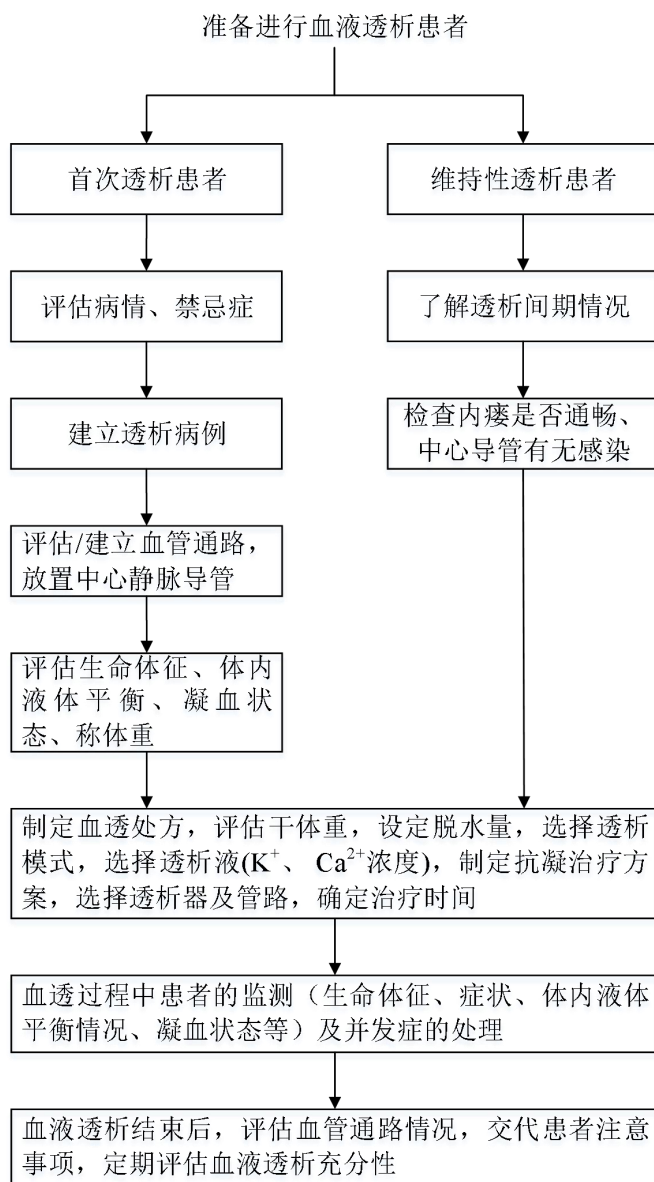 准备进行血液透析患者
首次透析患者
维持性透析患者
评估病情、禁忌症
了解透析间期情况
建立透析病例
检查内瘘是否通畅、
中心导管有无感染
评估/建立血管通路，
放置中心静脉导管
评估生命体征、体内
液体平衡、凝血状
态、称体重
制定血透处方，评估干体重，设定脱水量，选择透析
模式，选择透析液(K⁺、 Ca²⁺浓度)，制定抗凝治疗方
案，选择透析器及管路，确定治疗时间
血透过程中患者的监测（生命体征、症状、体内液体
平衡情况、凝血状态等）及并发症的处理
血液透析结束后，评估血管通路情况，交代患者注意
事项，定期评估血液透析充分性